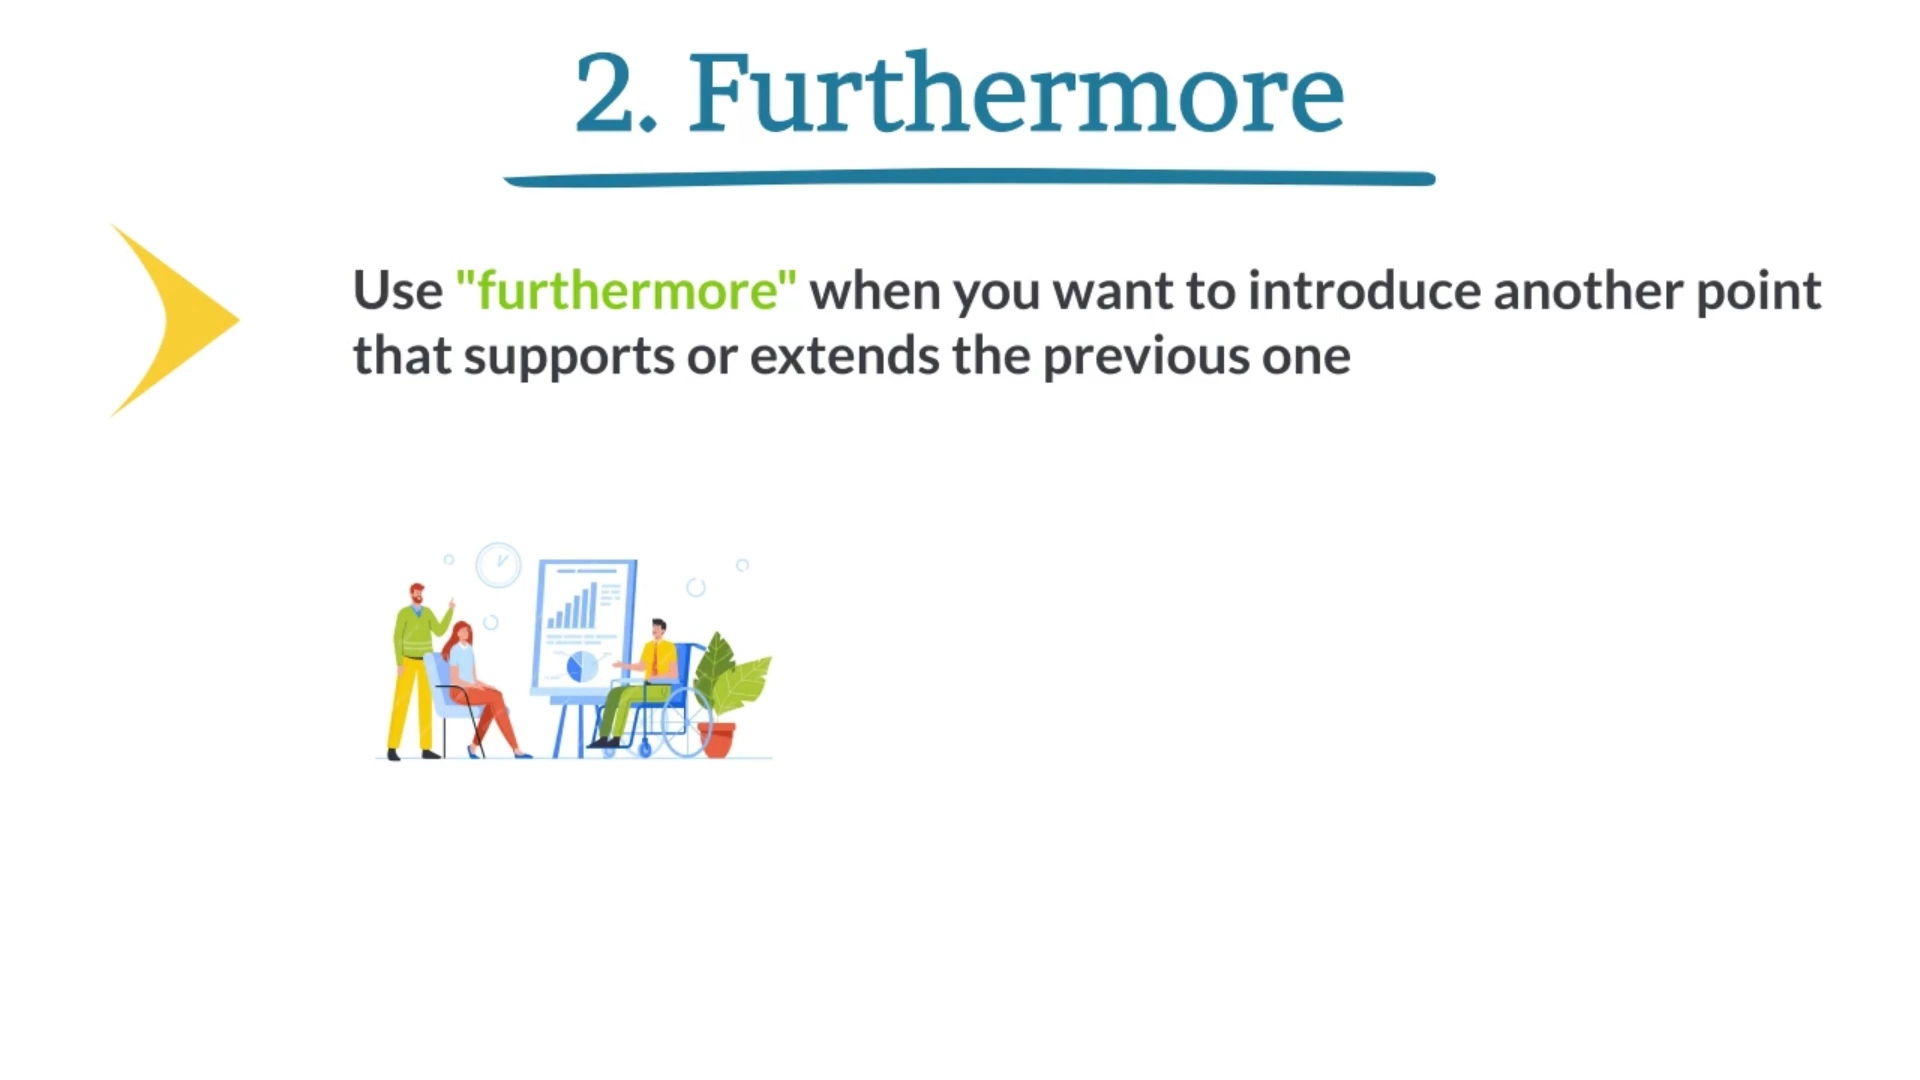 2. Furthermore
Use "furthermore" when you want to introduce another point
that supports or extends the previous one